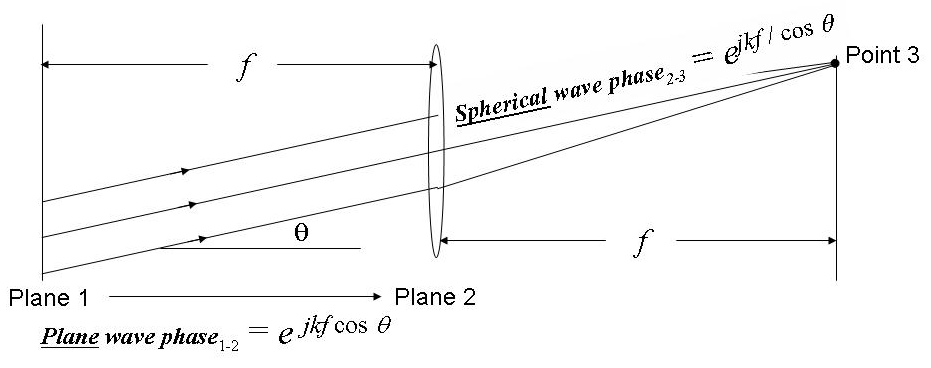 f
Spherical wave phase₂₋₃ = e^{jkf / cos θ}
Point 3
θ
f
Plane 1
Plane 2
Plane wave phase₁₋₂ = e^{jkf cos θ}